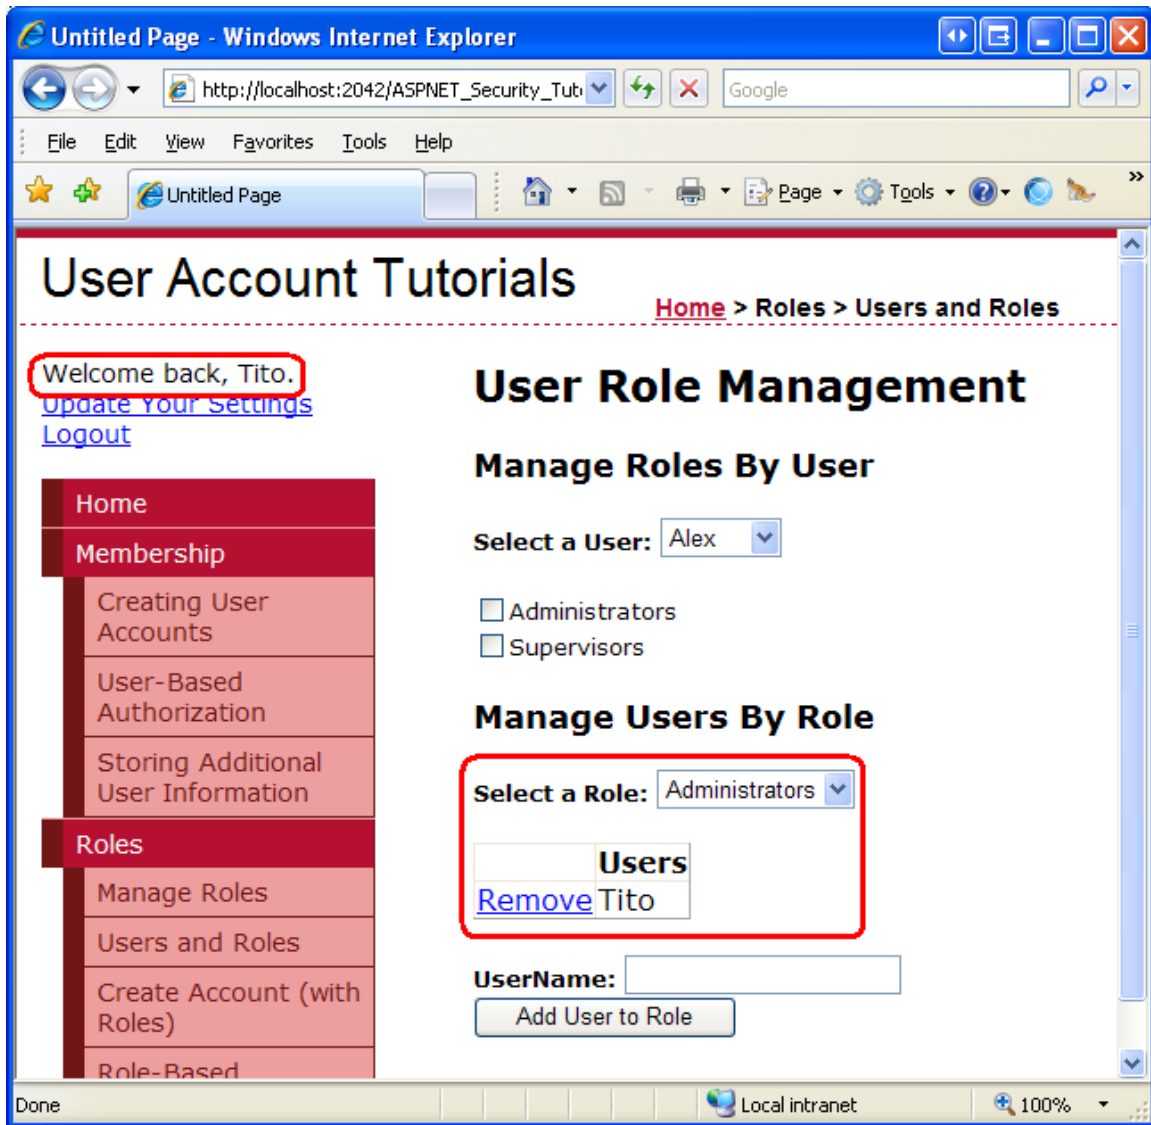 Untitled Page - Windows Internet Explorer
http://localhost:2042/ASPNET_Security_Tut
Google
File Edit View Favorites Tools Help
Untitled Page
Page Tools »
User Account Tutorials
Home > Roles > Users and Roles
Welcome back, Tito.
Update Your Settings
Logout
Home
Membership
Creating User
Accounts
User-Based
Authorization
Storing Additional
User Information
Roles
Manage Roles
Users and Roles
Create Account (with
Roles)
Role-Based
User Role Management
Manage Roles By User
Select a User: Alex
Administrators
Supervisors
Manage Users By Role
Select a Role: Administrators
Users
Remove Tito
UserName:
Add User to Role
Done
Local intranet
100%